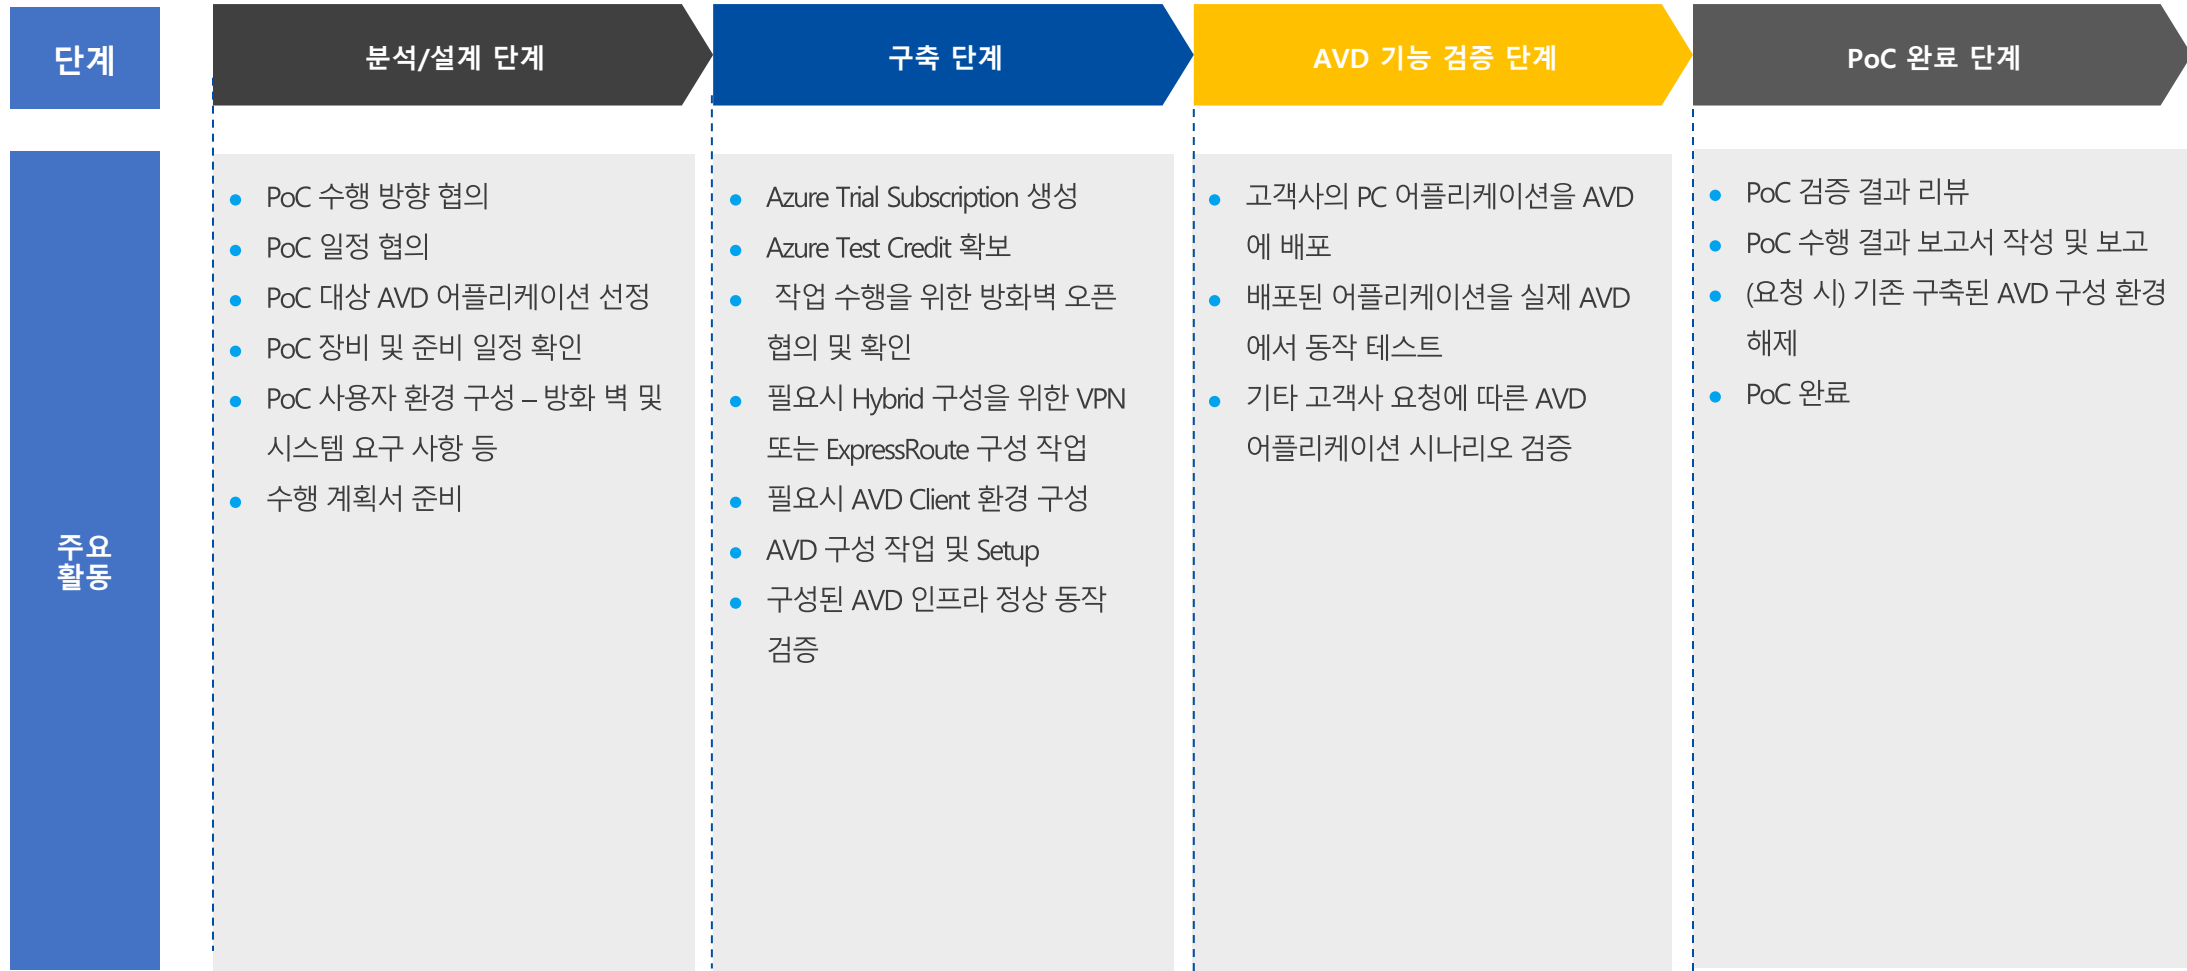 단계
분석/설계 단계
구축 단계
AVD 기능 검증 단계
PoC 완료 단계
주요
활동
PoC 수행 방향 협의
PoC 일정 협의
PoC 대상 AVD 어플리케이션 선정
PoC 장비 및 준비 일정 확인
PoC 사용자 환경 구성 – 방화 벽 및
시스템 요구 사항 등
수행 계획서 준비
Azure Trial Subscription 생성
Azure Test Credit 확보
작업 수행을 위한 방화벽 오픈
협의 및 확인
필요시 Hybrid 구성을 위한 VPN
또는 ExpressRoute 구성 작업
필요시 AVD Client 환경 구성
AVD 구성 작업 및 Setup
구성된 AVD 인프라 정상 동작
검증
고객사의 PC 어플리케이션을 AVD
에 배포
배포된 어플리케이션을 실제 AVD
에서 동작 테스트
기타 고객사 요청에 따른 AVD
어플리케이션 시나리오 검증
PoC 검증 결과 리뷰
PoC 수행 결과 보고서 작성 및 보고
(요청 시) 기존 구축된 AVD 구성 환경
해제
PoC 완료